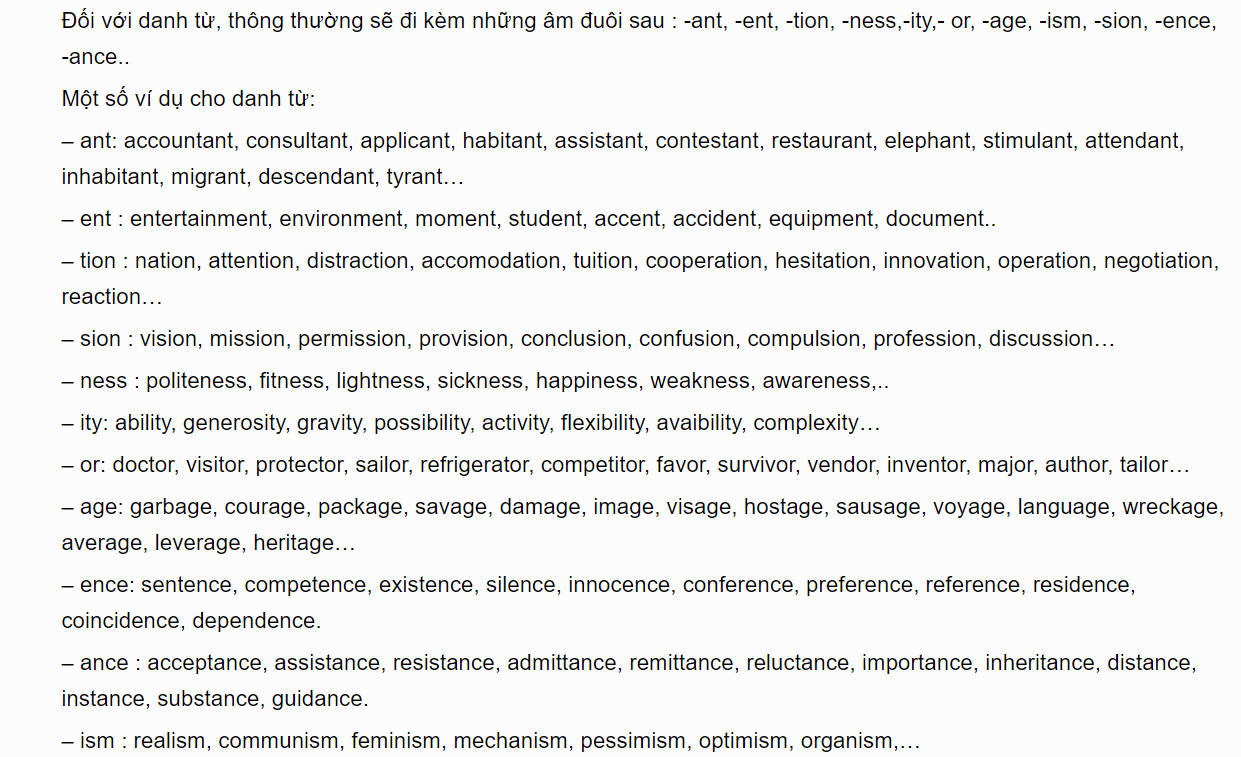 Đối với danh từ, thông thường sẽ đi kèm những âm đuôi sau : -ant, -ent, -tion, -ness,-ity,- or, -age, -ism, -sion, -ence,
-ance..
Một số ví dụ cho danh từ:
– ant: accountant, consultant, applicant, habitant, assistant, contestant, restaurant, elephant, stimulant, attendant,
inhabitant, migrant, descendant, tyrant…
– ent : entertainment, environment, moment, student, accent, accident, equipment, document..
– tion : nation, attention, distraction, accomodation, tuition, cooperation, hesitation, innovation, operation, negotiation,
reaction…
– sion : vision, mission, permission, provision, conclusion, confusion, compulsion, profession, discussion…
– ness : politeness, fitness, lightness, sickness, happiness, weakness, awareness,..
– ity: ability, generosity, gravity, possibility, activity, flexibility, avaibility, complexity…
– or: doctor, visitor, protector, sailor, refrigerator, competitor, favor, survivor, vendor, inventor, major, author, tailor…
– age: garbage, courage, package, savage, damage, image, visage, hostage, sausage, voyage, language, wreckage,
average, leverage, heritage…
– ence: sentence, competence, existence, silence, innocence, conference, preference, reference, residence,
coincidence, dependence.
– ance : acceptance, assistance, resistance, admittance, remittance, reluctance, importance, inheritance, distance,
instance, substance, guidance.
– ism : realism, communism, feminism, mechanism, pessimism, optimism, organism,…